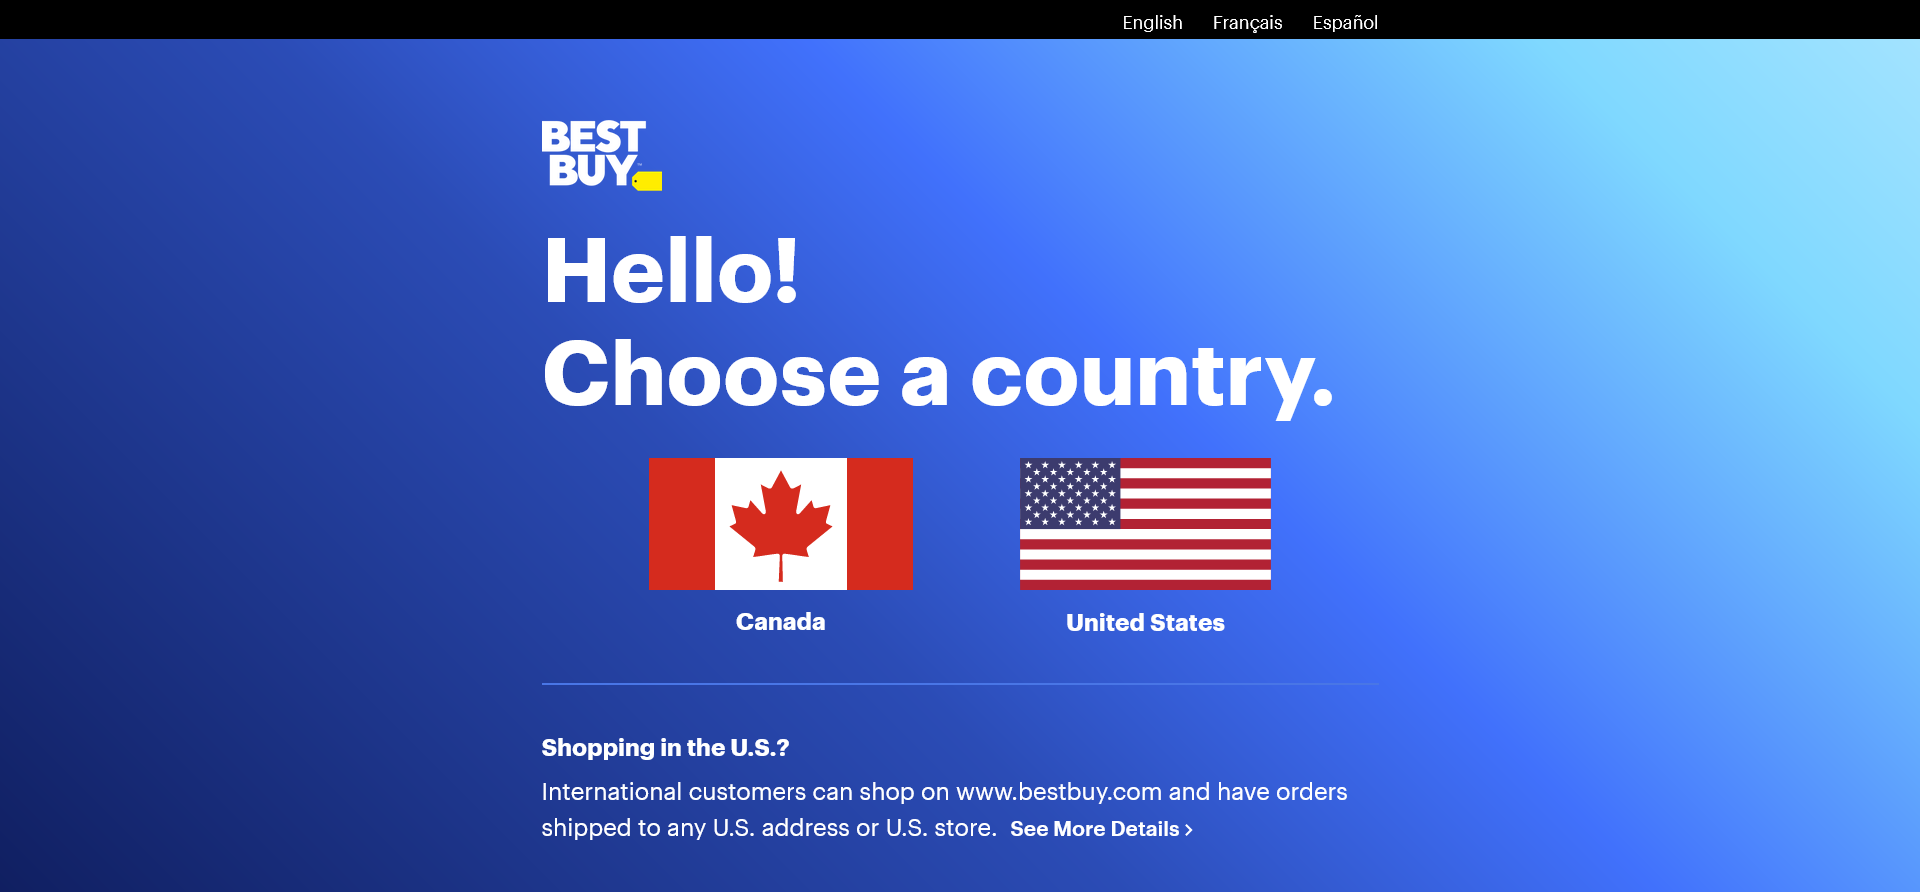 English Français Español
BEST
BUY™
Hello!
Choose a country.
Canada United States
Shopping in the U.S.?
International customers can shop on www.bestbuy.com and have orders
shipped to any U.S. address or U.S. store. See More Details >